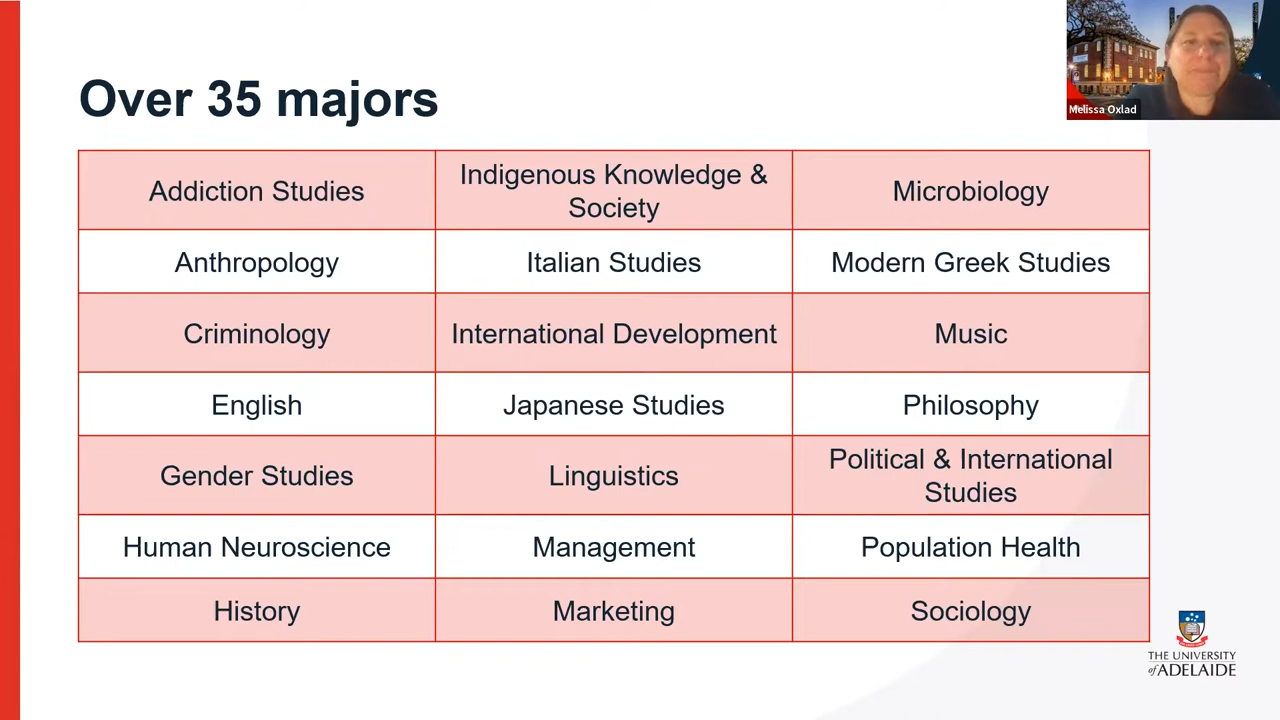 Melissa Oxlad
Over 35 majors
Addiction Studies
Indigenous Knowledge &
Society
Microbiology
Anthropology
Italian Studies
Modern Greek Studies
Criminology
International Development
Music
English
Japanese Studies
Philosophy
Gender Studies
Linguistics
Political & International
Studies
Human Neuroscience
Management
Population Health
History
Marketing
Sociology
THE UNIVERSITY
of ADELAIDE